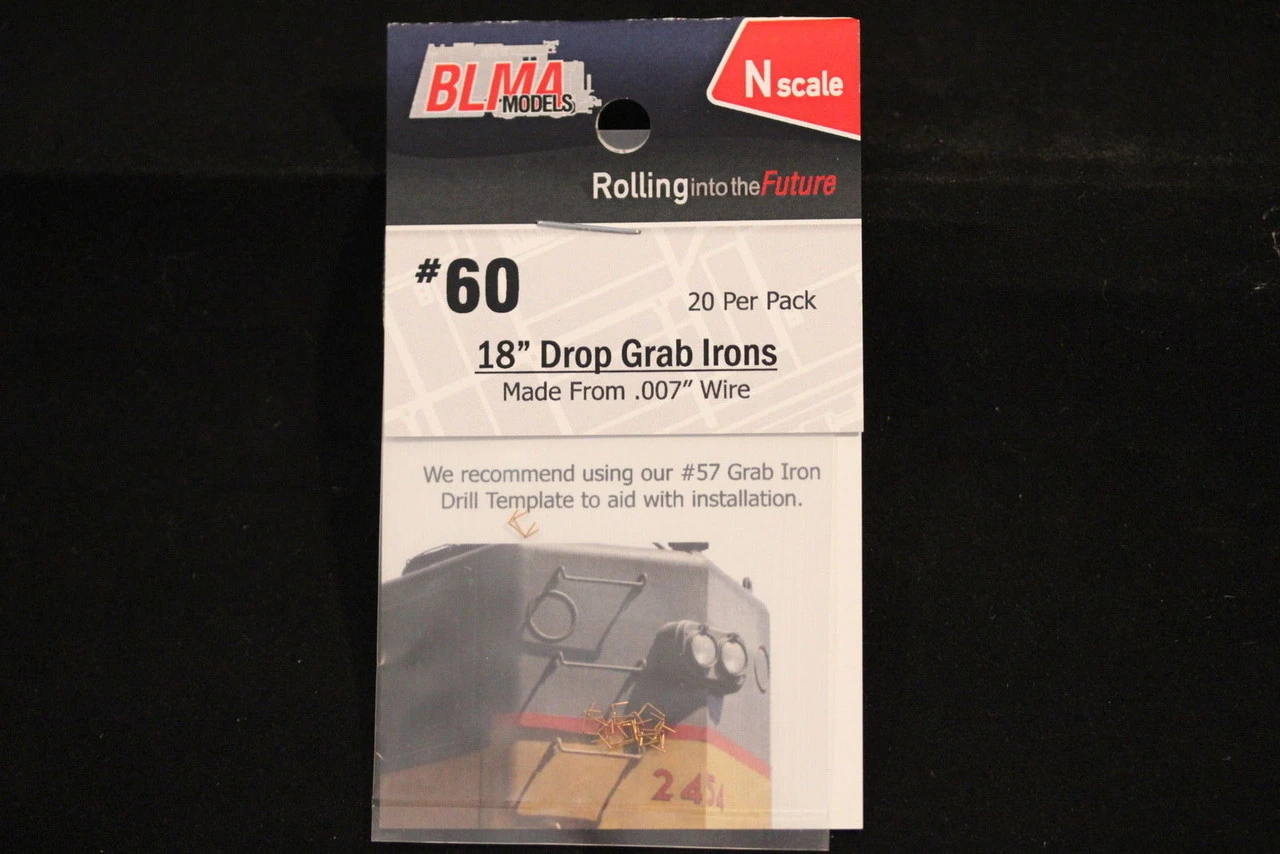 BLMA
MODELS
N scale
Rolling into the Future
#60
20 Per Pack
18” Drop Grab Irons
Made From .007” Wire
We recommend using our #57 Grab Iron
Drill Template to aid with installation.
2454